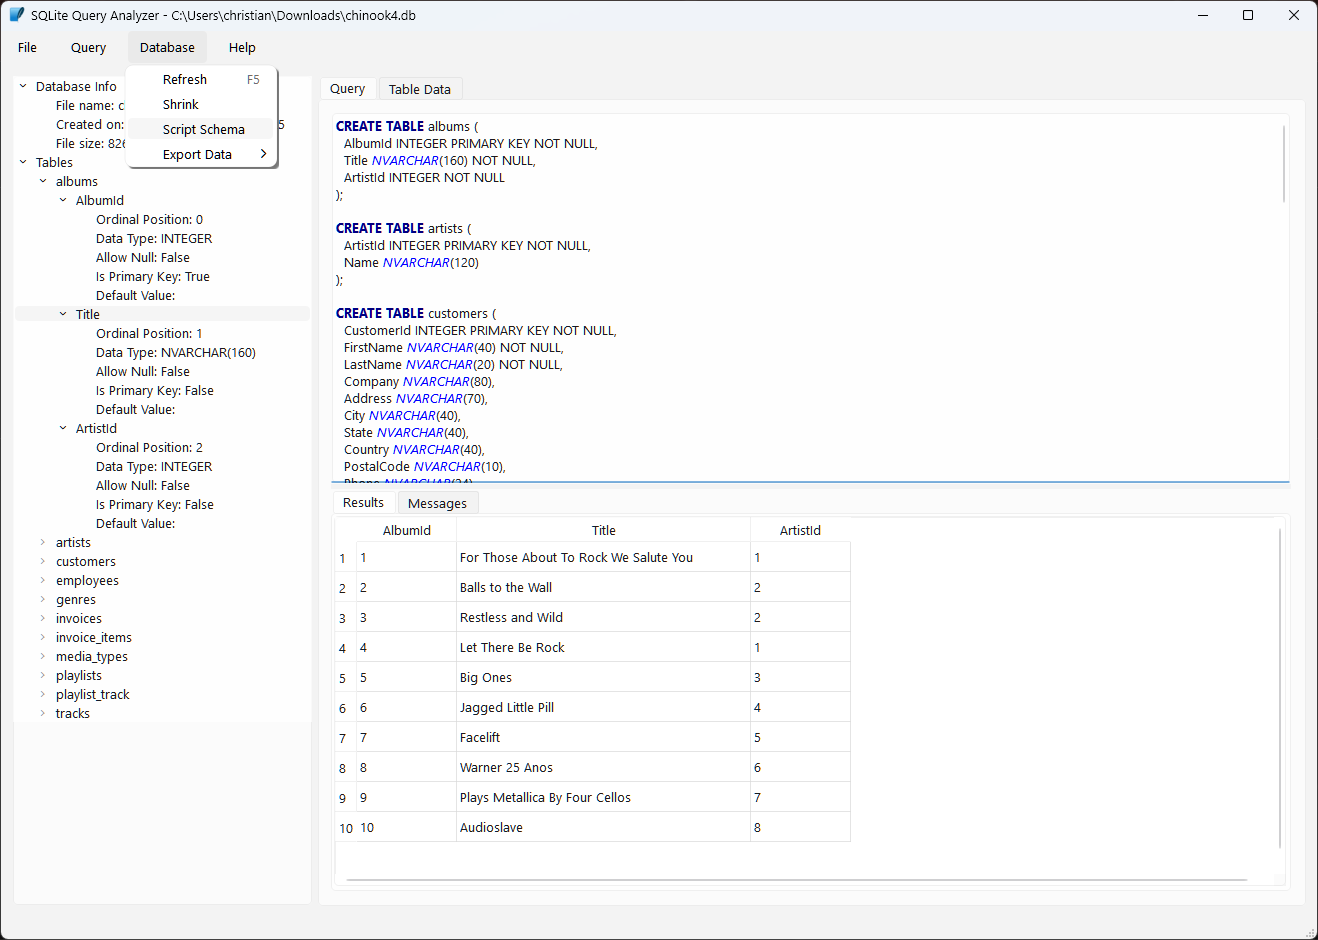 SQLite Query Analyzer - C:\Users\christian\Downloads\chinook4.db
File Query Database Help
Refresh F5
Shrink
Script Schema
Export Data
Database Info
File name: c
Created on: 5
File size: 826
Tables
albums
AlbumId
Ordinal Position: 0
Data Type: INTEGER
Allow Null: False
Is Primary Key: True
Default Value:
Title
Ordinal Position: 1
Data Type: NVARCHAR(160)
Allow Null: False
Is Primary Key: False
Default Value:
ArtistId
Ordinal Position: 2
Data Type: INTEGER
Allow Null: False
Is Primary Key: False
Default Value:
artists
customers
employees
genres
invoices
invoice_items
media_types
playlists
playlist_track
tracks
Query Table Data
CREATE TABLE albums (
AlbumId INTEGER PRIMARY KEY NOT NULL,
Title NVARCHAR(160) NOT NULL,
ArtistId INTEGER NOT NULL
);
CREATE TABLE artists (
ArtistId INTEGER PRIMARY KEY NOT NULL,
Name NVARCHAR(120)
);
CREATE TABLE customers (
CustomerId INTEGER PRIMARY KEY NOT NULL,
FirstName NVARCHAR(40) NOT NULL,
LastName NVARCHAR(20) NOT NULL,
Company NVARCHAR(80),
Address NVARCHAR(70),
City NVARCHAR(40),
State NVARCHAR(40),
Country NVARCHAR(40),
PostalCode NVARCHAR(10),
Phone NVARCHAR(24)
Results Messages
AlbumId Title ArtistId
1 1 For Those About To Rock We Salute You 1
2 2 Balls to the Wall 2
3 3 Restless and Wild 2
4 4 Let There Be Rock 1
5 5 Big Ones 3
6 6 Jagged Little Pill 4
7 7 Facelift 5
8 8 Warner 25 Anos 6
9 9 Plays Metallica By Four Cellos 7
10 10 Audioslave 8